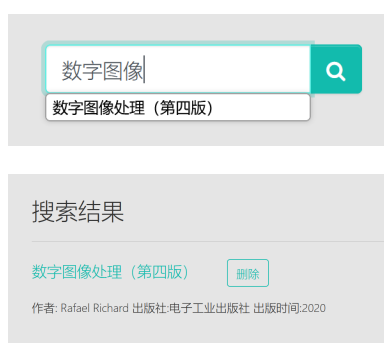 数字图像
数字图像处理（第四版）
搜索结果
数字图像处理（第四版） 删除
作者: Rafael Richard 出版社:电子工业出版社 出版时间:2020